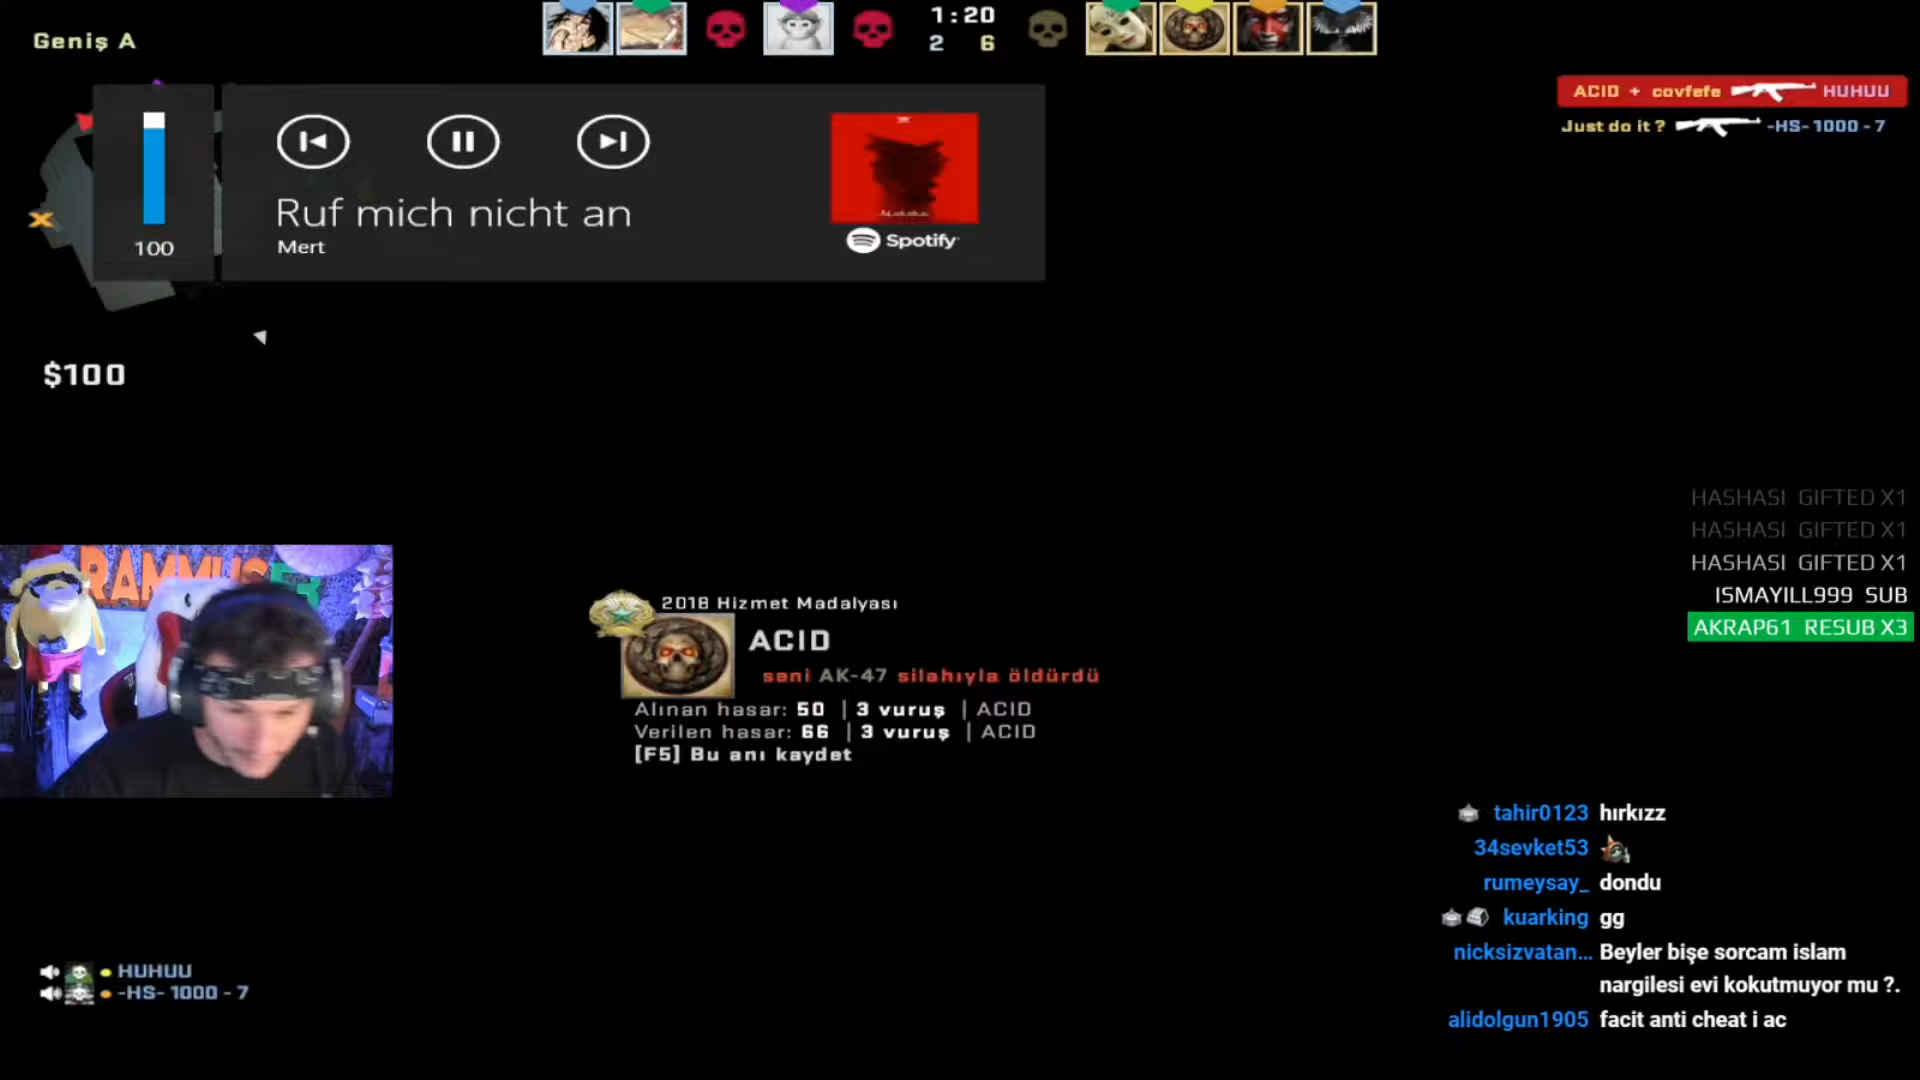 Geniş A
1:20
2 6
ACID + covfefe HUHUU
Just do it ? -HS- 1000 - 7
Ruf mich nicht an
Mert
100
Spotify
$100
HASHASI GIFTED X1
HASHASI GIFTED X1
HASHASI GIFTED X1
ISMAYILL999 SUB
AKRAP61 RESUB X3
RAMMUS53
2018 Hizmet Madalyası
ACID
seni AK-47 silahıyla öldürdü
Alınan hasar: 50 | 3 vuruş | ACID
Verilen hasar: 66 | 3 vuruş | ACID
[F5] Bu anı kaydet
tahir0123 hırkızz
34sevket53
rumeysay_ dondu
kuarking gg
nicksizvatan... Beyler bişe sorcam islam
nargilesi evi kokutmuyor mu ?.
alidolgun1905 facit anti cheat i ac
HUHUU
-HS- 1000 - 7